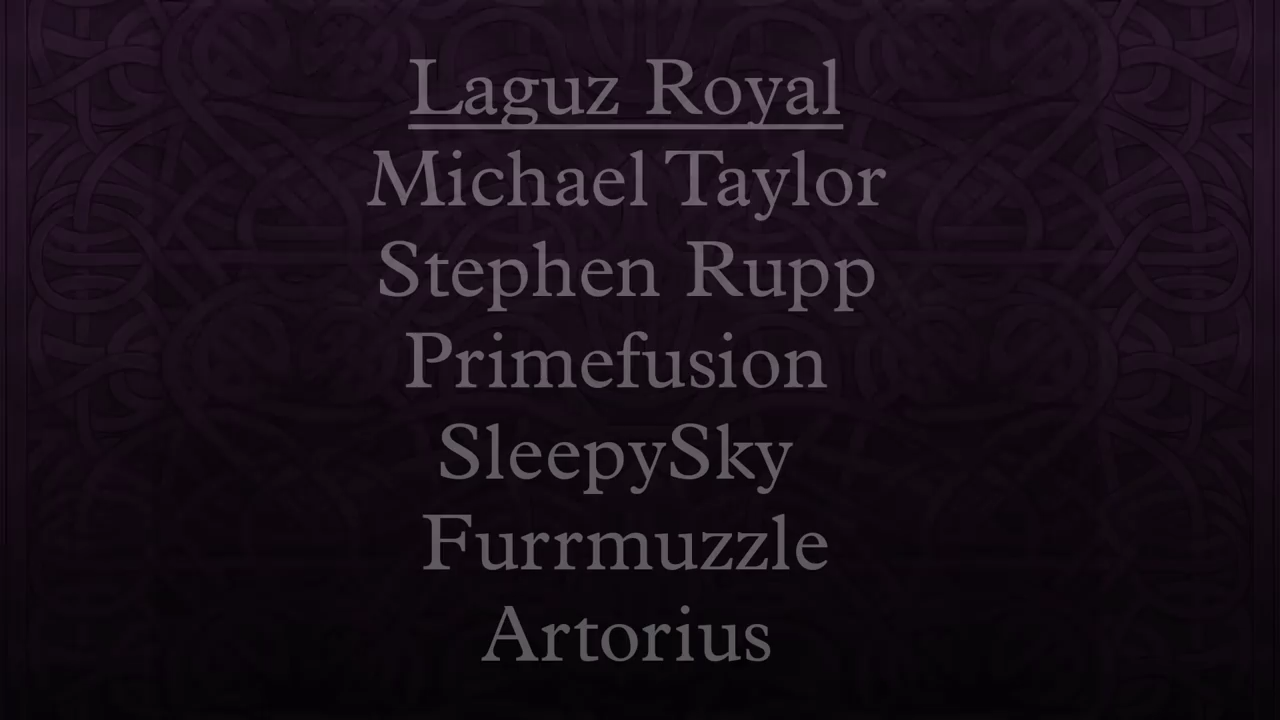 Laguz Royal
Michael Taylor
Stephen Rupp
Primefusion
SleepySky
Furrmuzzle
Artorius